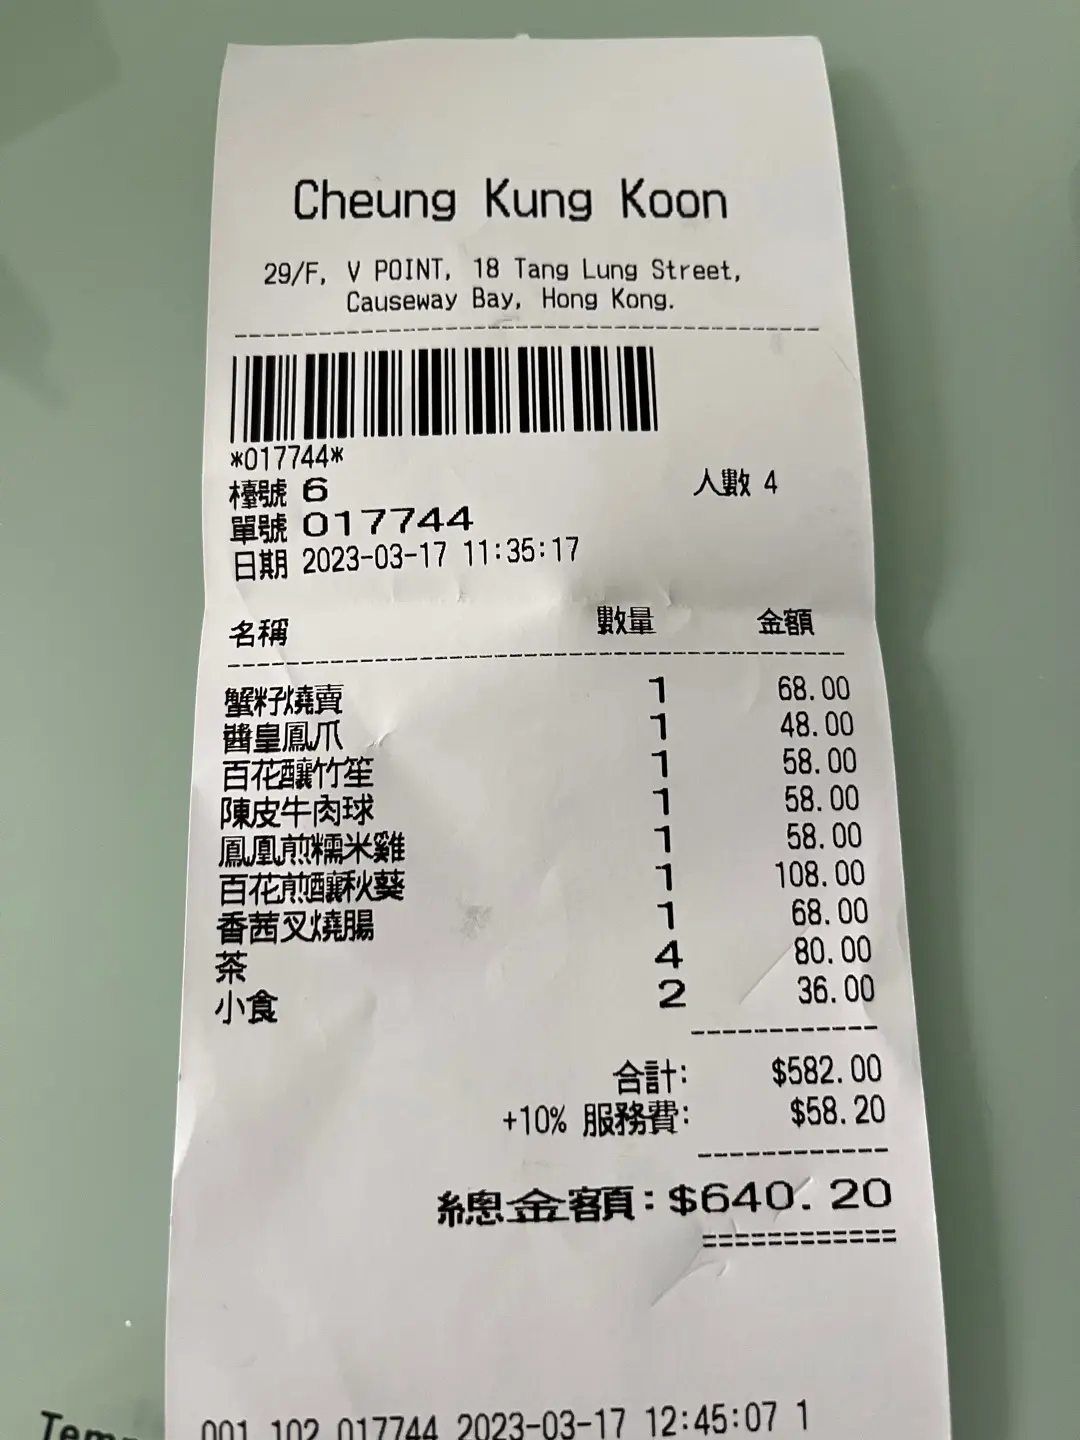 Cheung Kung Koon
29/F, V POINT, 18 Tang Lung Street,
Causeway Bay, Hong Kong.
*017744*
檯號 6 人數 4
單號 017744
日期 2023-03-17 11:35:17
名稱 數量 金額
蟹籽燒賣 1 68.00
醬皇鳳爪 1 48.00
百花釀竹笙 1 58.00
陳皮牛肉球 1 58.00
鳳凰煎糯米雞 1 58.00
百花煎釀秋葵 1 108.00
香茜叉燒腸 1 68.00
茶 4 80.00
小食 2 36.00
合計: $582.00
+10% 服務費: $58.20
總金額: $640.20
============
001 102 017744 2023-03-17 12:45:07 1